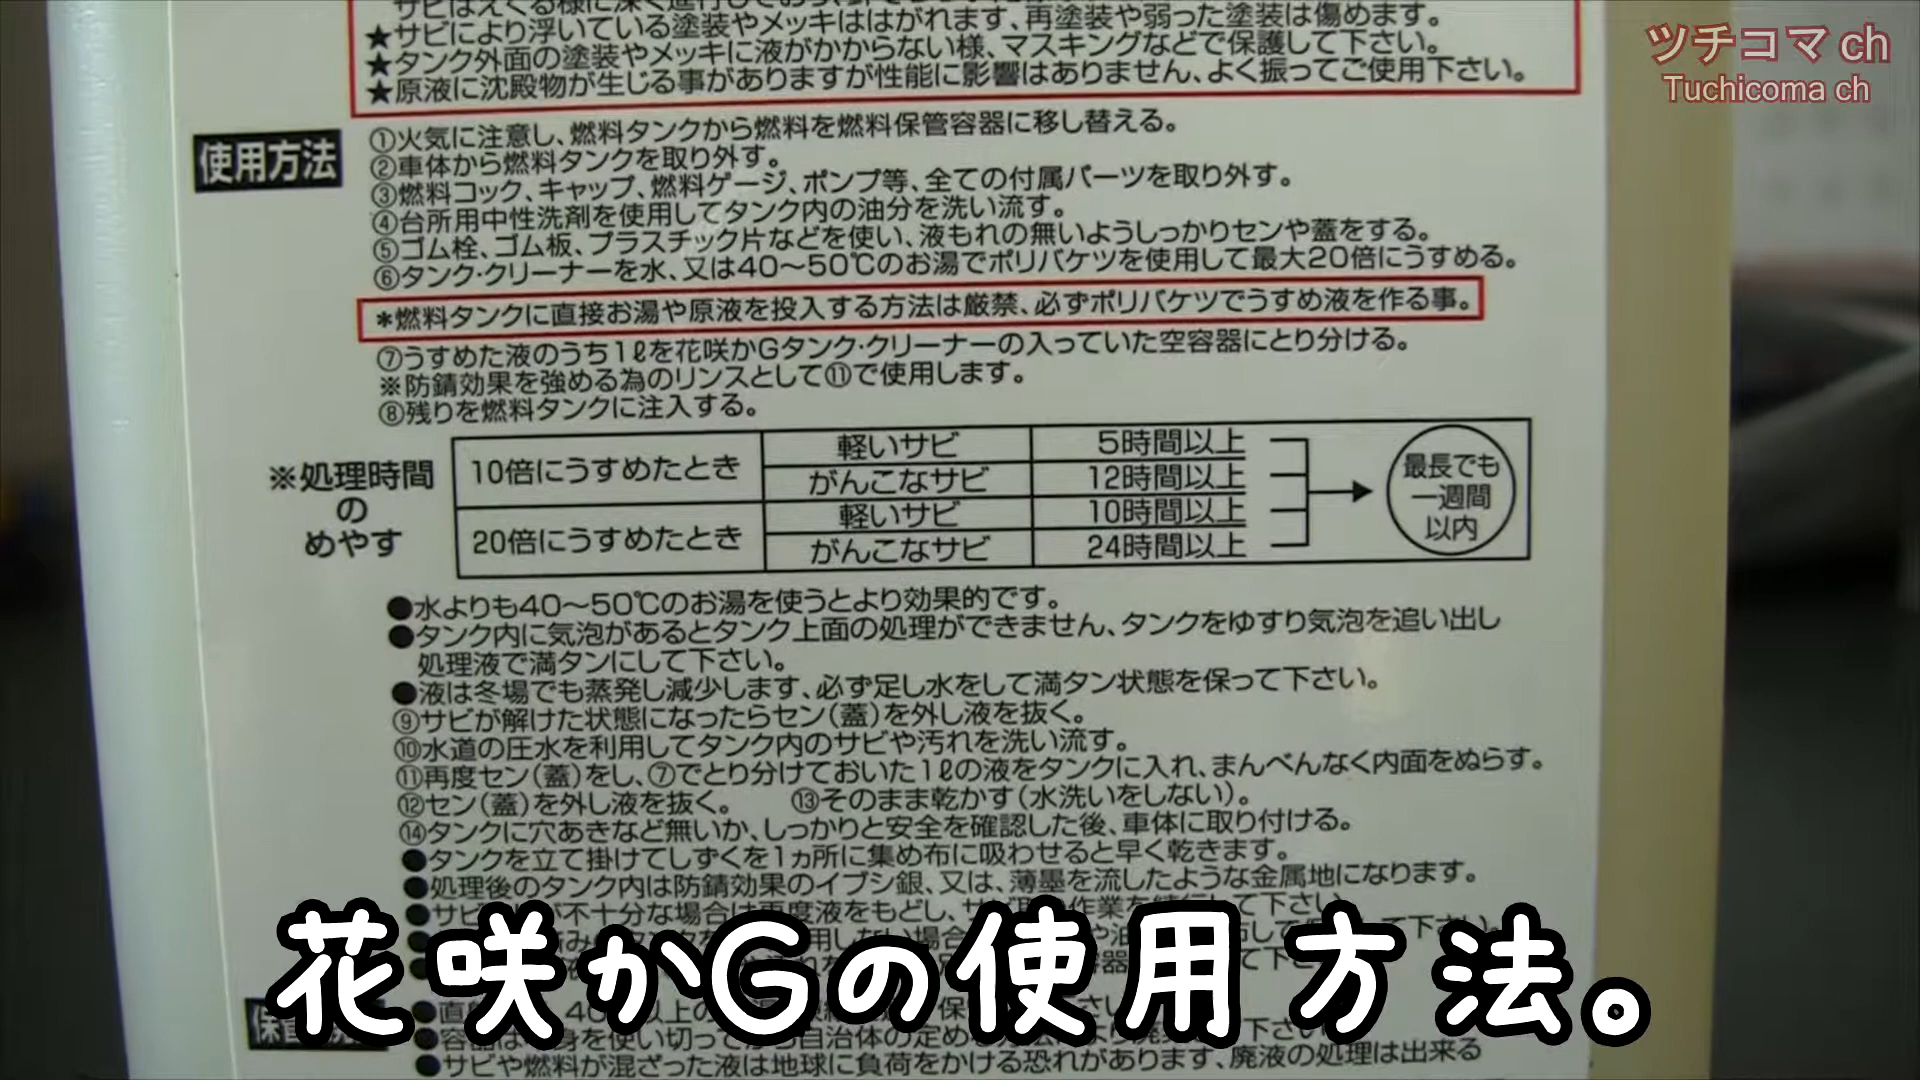 ツチコマ ch
Tuchicoma ch
★サビにより浮いている塗装やメッキははがれます、再塗装や弱った塗装は傷めます。
★タンク外面の塗装やメッキに液がかからない様、マスキングなどで保護して下さい。
★原液に沈殿物が生じる事がありますが性能に影響はありません、よく振ってご使用下さい。
使用方法
①火気に注意し、燃料タンクから燃料を燃料保管容器に移し替える。
②車体から燃料タンクを取り外す。
③燃料コック、キャップ、燃料ゲージ、ポンプ等、全ての付属パーツを取り外す。
④台所用中性洗剤を使用してタンク内の油分を洗い流す。
⑤ゴム栓、ゴム板、プラスチック片などを使い、液もれの無いようしっかりセンや蓋をする。
⑥タンク・クリーナーを水、又は40〜50℃のお湯でポリバケツを使用して最大20倍にうすめる。
＊燃料タンクに直接お湯や原液を投入する方法は厳禁、必ずポリバケツでうすめ液を作る事。
⑦うすめた液のうち1ℓを花咲かGタンク・クリーナーの入っていた空容器にとり分ける。
※防錆効果を強める為のリンスとして⑪で使用します。
⑧残りを燃料タンクに注入する。
※処理時間
の
めやす
10倍にうすめたとき 軽いサビ 5時間以上
がんこなサビ 12時間以上
20倍にうすめたとき 軽いサビ 10時間以上
がんこなサビ 24時間以上
最長でも
一週間
以内
●水よりも40〜50℃のお湯を使うとより効果的です。
●タンク内に気泡があるとタンク上面の処理ができません、タンクをゆすり気泡を追い出し
処理液で満タンにして下さい。
●液は冬場でも蒸発し減少します、必ず足し水をして満タン状態を保って下さい。
⑨サビが解けた状態になったらセン（蓋）を外し液を抜く。
⑩水道の圧水を利用してタンク内のサビや汚れを洗い流す。
⑪再度セン（蓋）をし、⑦でとり分けておいた1ℓの液をタンクに入れ、まんべんなく内面をぬらす。
⑫センｰ（蓋）を外し液を抜く。 ⑬そのまま乾かす（水洗いをしない）。
⑭タンクに穴あきなど無いか、しっかりと安全を確認した後、車体に取り付ける。
●タンクを立て掛けてしずくを1ヵ所に集め布に吸わせると早く乾きます。
●処理後のタンク内は防錆効果のイブシ銀、又は、薄墨を流したような金属地になります。
不十分な場合は再度液をもどし、
花咲かGの使用方法。
●サビや燃料が混ざった液は地球に負荷をかける恐れがあります、廃液の処理は出来る